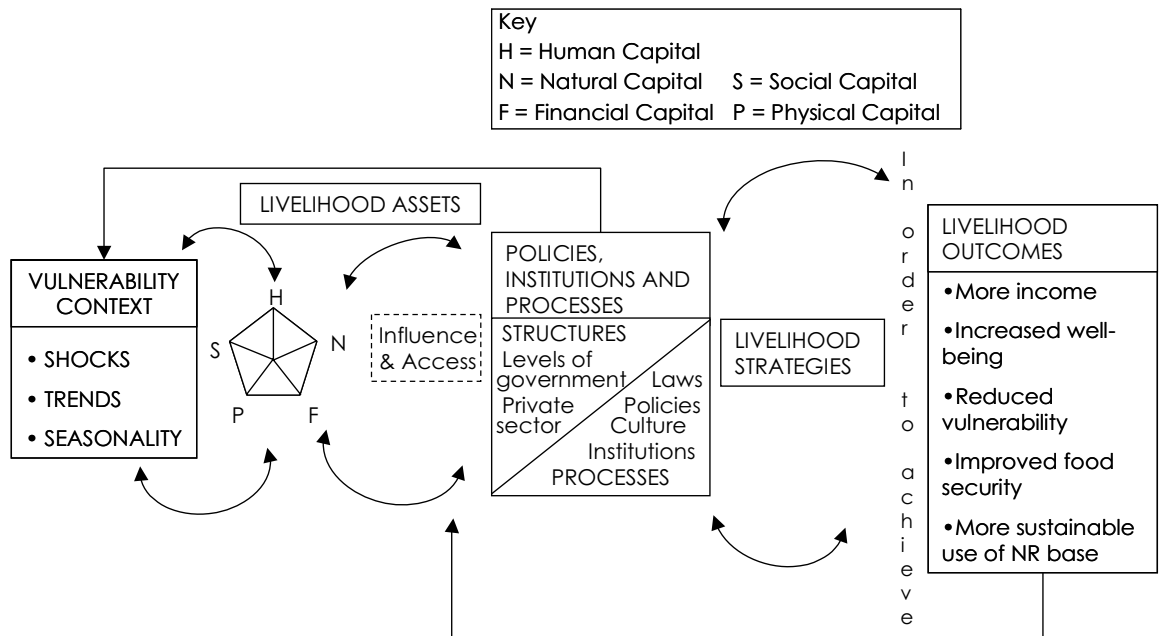 Key
H = Human Capital
N = Natural Capital S = Social Capital
F = Financial Capital P = Physical Capital
LIVELIHOOD ASSETS
VULNERABILITY
CONTEXT
• SHOCKS
• TRENDS
• SEASONALITY
H
S
N
P
F
Influence
& Access
POLICIES,
INSTITUTIONS AND
PROCESSES
STRUCTURES
Levels of
government
Private
sector
Laws
Policies
Culture
Institutions
PROCESSES
LIVELIHOOD
STRATEGIES
In order to achieve
LIVELIHOOD
OUTCOMES
•More income
•Increased well-
being
•Reduced
vulnerability
•Improved food
security
•More sustainable
use of NR base